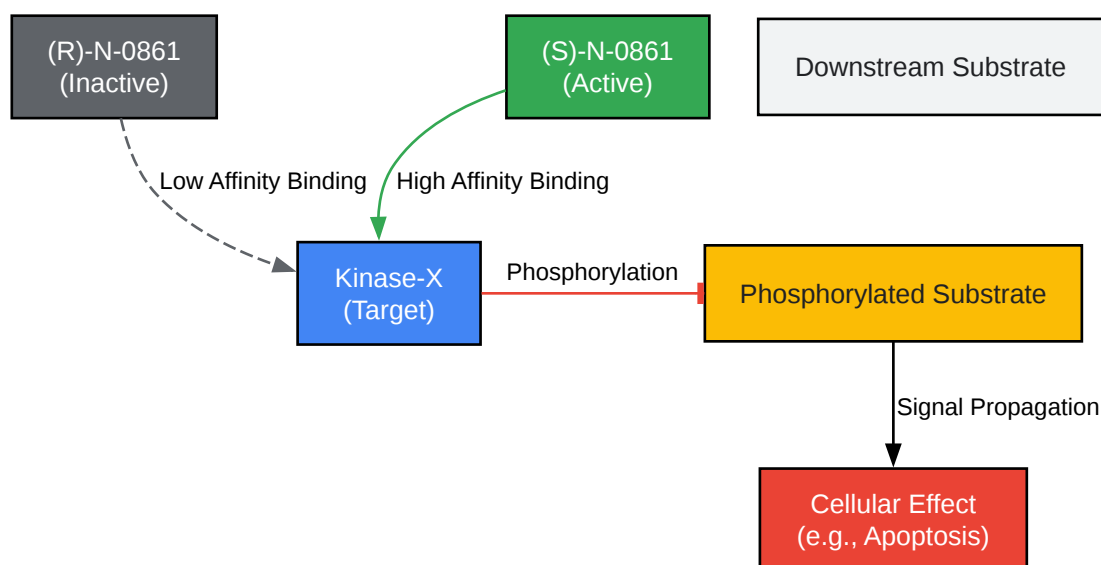 (R)-N-0861
(Inactive)
(S)-N-0861
(Active)
Downstream Substrate
Low Affinity Binding
High Affinity Binding
Kinase-X
(Target)
Phosphorylation
Phosphorylated Substrate
Signal Propagation
Cellular Effect
(e.g., Apoptosis)